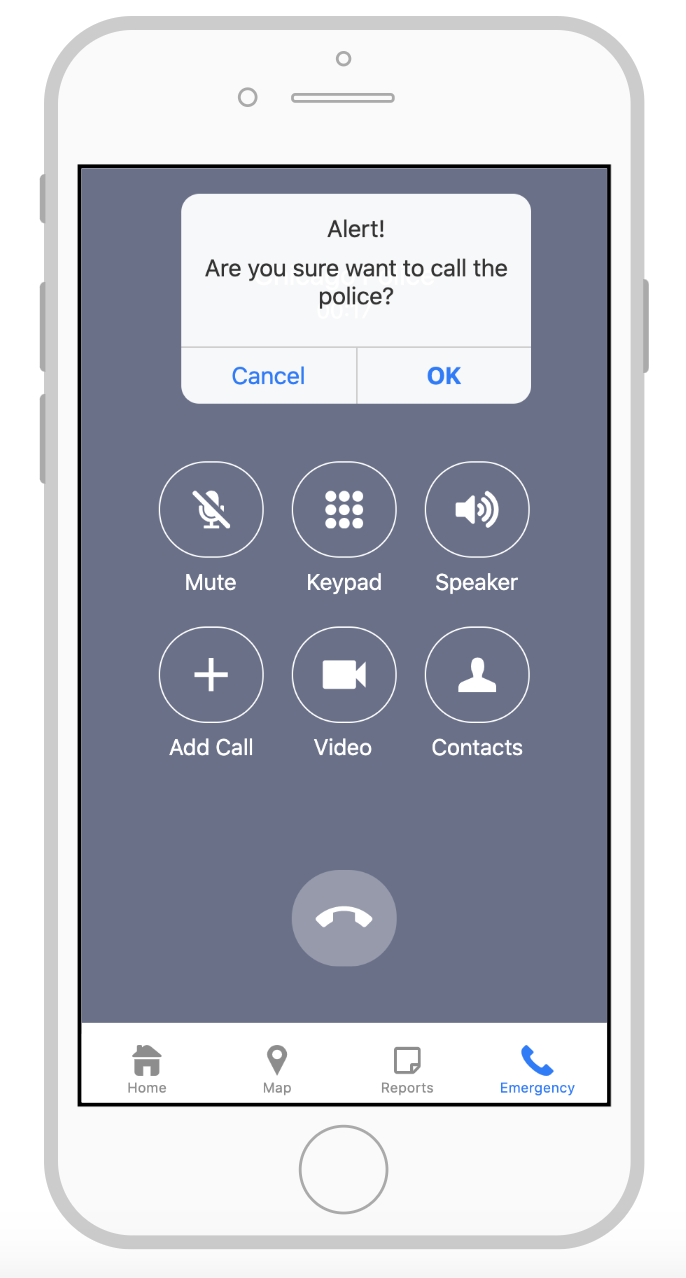 Alert!
Are you sure want to call the
police?
Cancel
OK
Mute
Keypad
Speaker
Add Call
Video
Contacts
Home
Map
Reports
Emergency